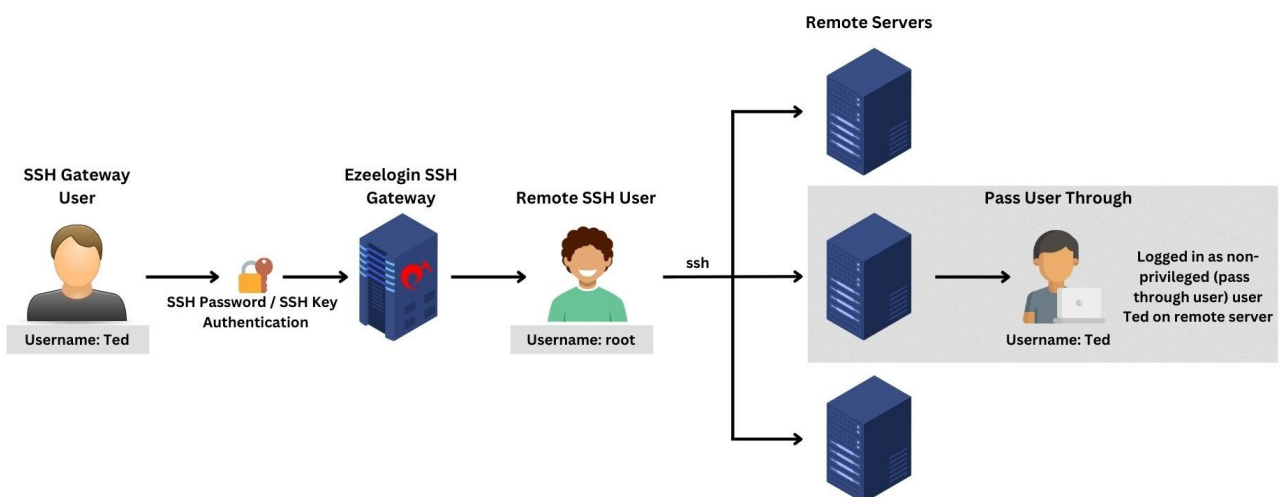 Remote Servers
SSH Gateway
User
Ezeelogin SSH
Gateway
Remote SSH User
Pass User Through
ssh
Logged in as non-
privileged (pass
through user) user
Ted on remote server
SSH Password / SSH Key
Authentication
Username: Ted
Username: root
Username: Ted